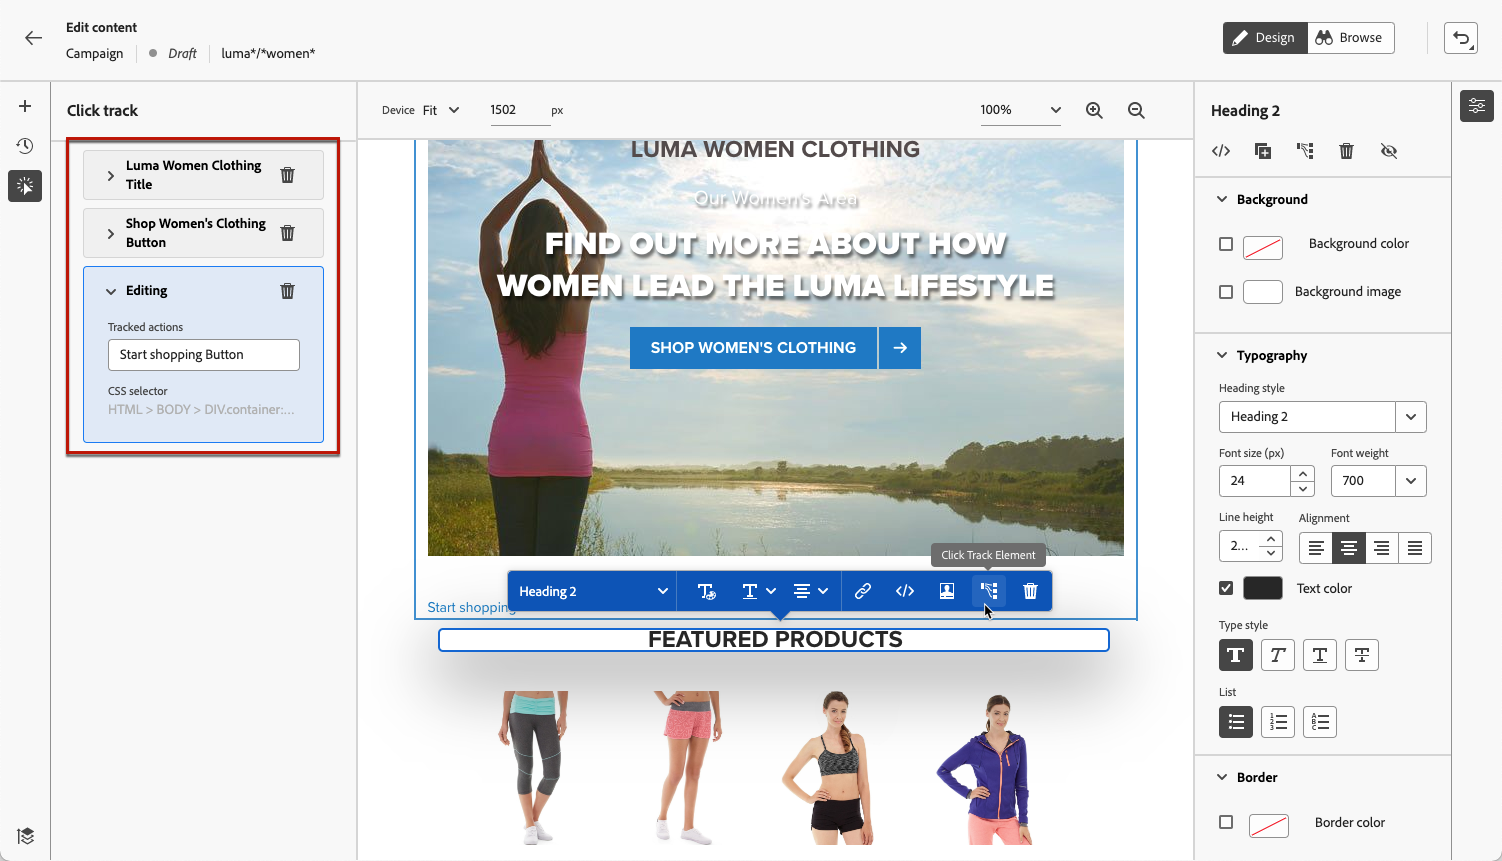 Edit content
Campaign
Draft
luma*/*women*
Design
Browse
Click track
Luma Women Clothing
Title
Shop Women's Clothing
Button
Editing
Tracked actions
Start shopping Button
CSS selector
HTML > BODY > DIV.container:...
Device
Fit
1502
px
100%
LUMA WOMEN CLOTHING
Our Women's Area
FIND OUT MORE ABOUT HOW
WOMEN LEAD THE LUMA LIFESTYLE
SHOP WOMEN'S CLOTHING
Click Track Element
Heading 2
Start shopping
FEATURED PRODUCTS
Heading 2
Background
Background color
Background image
Typography
Heading style
Heading 2
Font size (px)
Font weight
24
700
Line height
Alignment
2...
Text color
Type style
List
Border
Border color